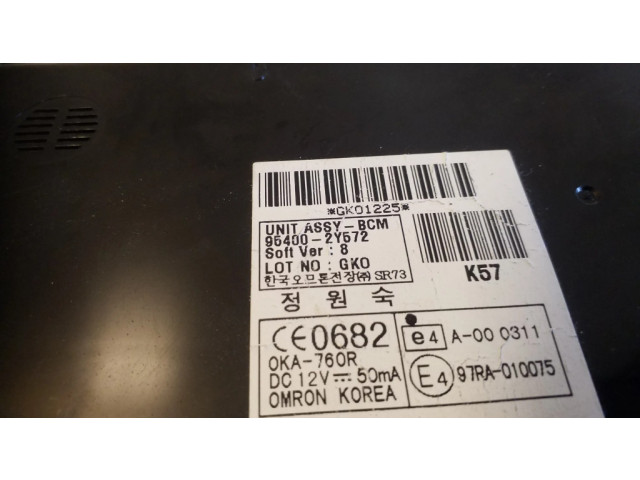 *GK01225*
UNIT ASSY-BCM
95400-2Y572
Soft Ver : 8
LOT NO : GKO
한국오므론전장(㈜) SR73
K57
정 원 숙
CE0682
OKA-760R
DC 12V⎓50mA
OMRON KOREA
e4 A-00 0311
E4 97RA-010075